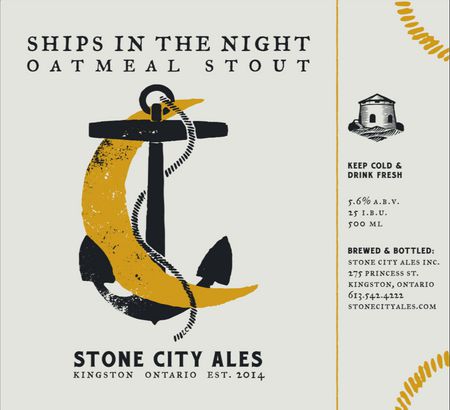 SHIPS IN THE NIGHT
OATMEAL STOUT
STONE CITY ALES
KINGSTON ONTARIO EST. 2014
KEEP COLD &
DRINK FRESH
5.6% A.B.V.
25 I.B.U.
500 ML
BREWED & BOTTLED:
STONE CITY ALES INC.
275 PRINCESS ST.
KINGSTON, ONTARIO
613.542.4222
STONECITYALES.COM